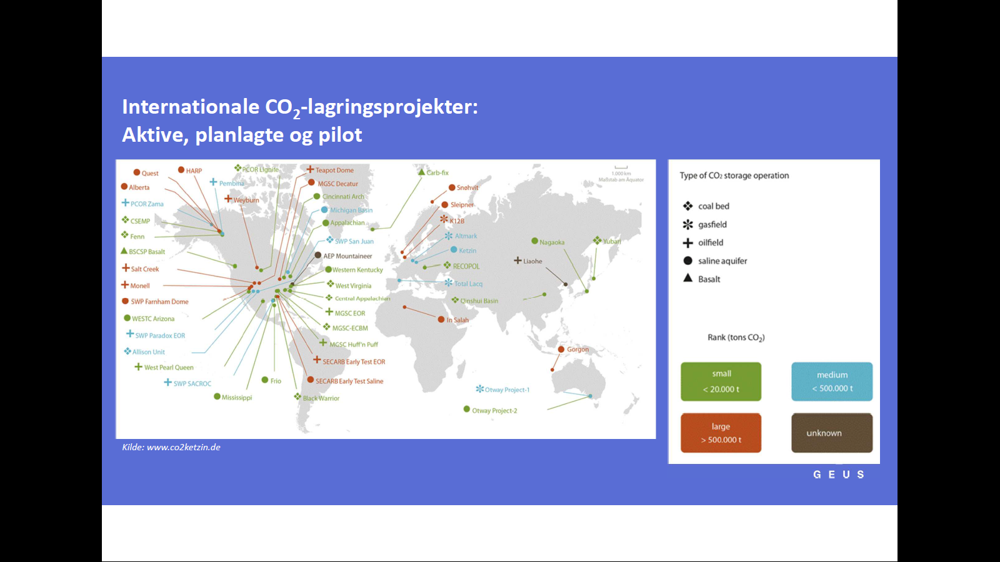 Internationale CO2-lagringsprojekter:
Aktive, planlagte og pilot
Quest
HARP
PCOR Lignite
Teapot Dome
Alberta
Pembina
MGSC Decatur
PCOR Zama
Weyburn
Cincinnati Arch
CSEMP
Michigan Basin
Fenn
Appalachian
BSCSP Basalt
SWP San Juan
Salt Creek
AEP Mountaineer
Monell
Western Kentucky
SWP Farnham Dome
West Virginia
WESTC Arizona
Central Appalachian
SWP Paradox EOR
MGSC EOR
Allison Unit
MGSC-ECBM
West Pearl Queen
MGSC Huff'n Puff
SWP SACROC
SECARB Early Test EOR
Mississippi
Frio
SECARB Early Test Saline
Black Warrior
Carb-fix
Snøhvit
Sleipner
K12B
Altmark
Ketzin
RECOPOL
Total Lacq
Qinshui Basin
In Salah
Nagaoka
Yubari
Liaohe
Gorgon
Otway Project-1
Otway Project-2
1.000 km
Maßstab am Äquator
Kilde: www.co2ketzin.de
Type of CO2 storage operation
coal bed
gasfield
oilfield
saline aquifer
Basalt
Rank (tons CO2)
small
< 20.000 t
medium
< 500.000 t
large
> 500.000 t
unknown
G E U S